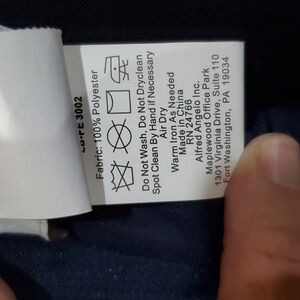 FE 3002
Fabric: 100% Polyester
Do Not Wash, Do Not Dryclean
Spot Clean By Hand if Necessary
Air Dry
Warm Iron As Needed
Made in China
RN 24766
Alfred Angelo Inc.
Maplewood Office Park
1301 Virginia Drive, Suite 110
Fort Washington, PA 19034